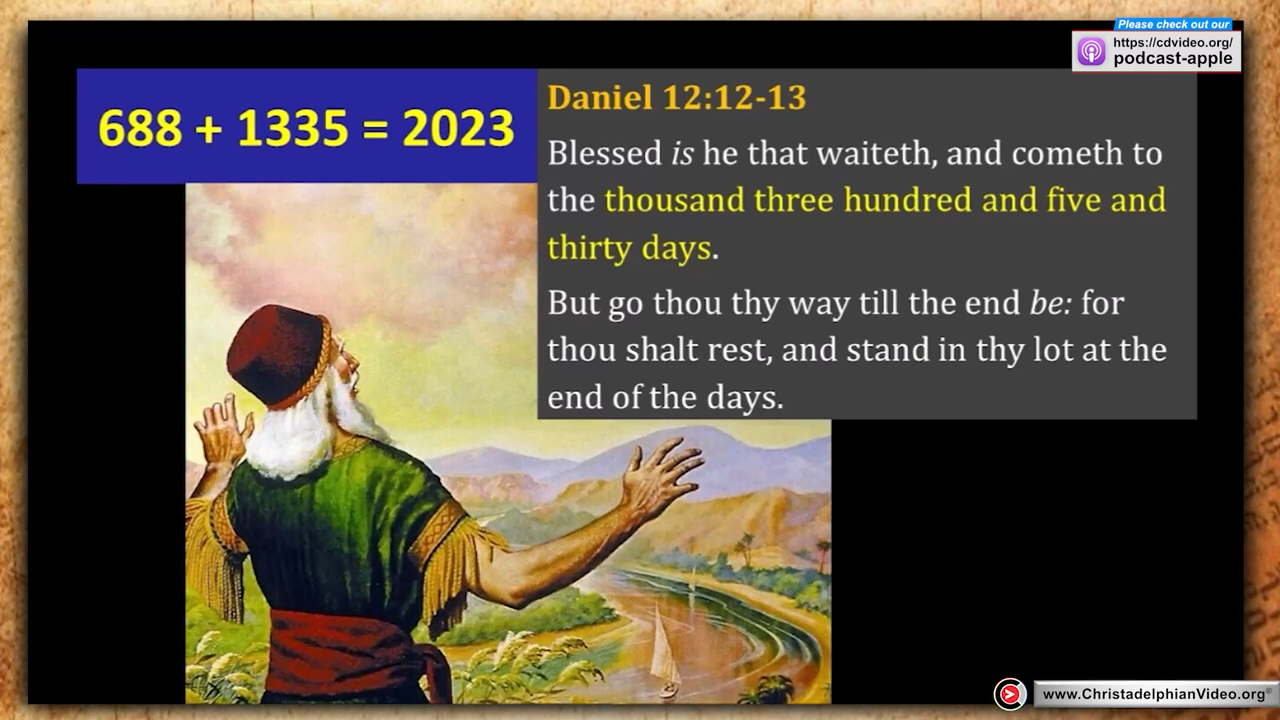 Please check out our
https://cdvideo.org/
podcast-apple
688 + 1335 = 2023
Daniel 12:12-13
Blessed is he that waiteth, and cometh to
the thousand three hundred and five and
thirty days.
But go thou thy way till the end be: for
thou shalt rest, and stand in thy lot at the
end of the days.
www.ChristadelphianVideo.org®